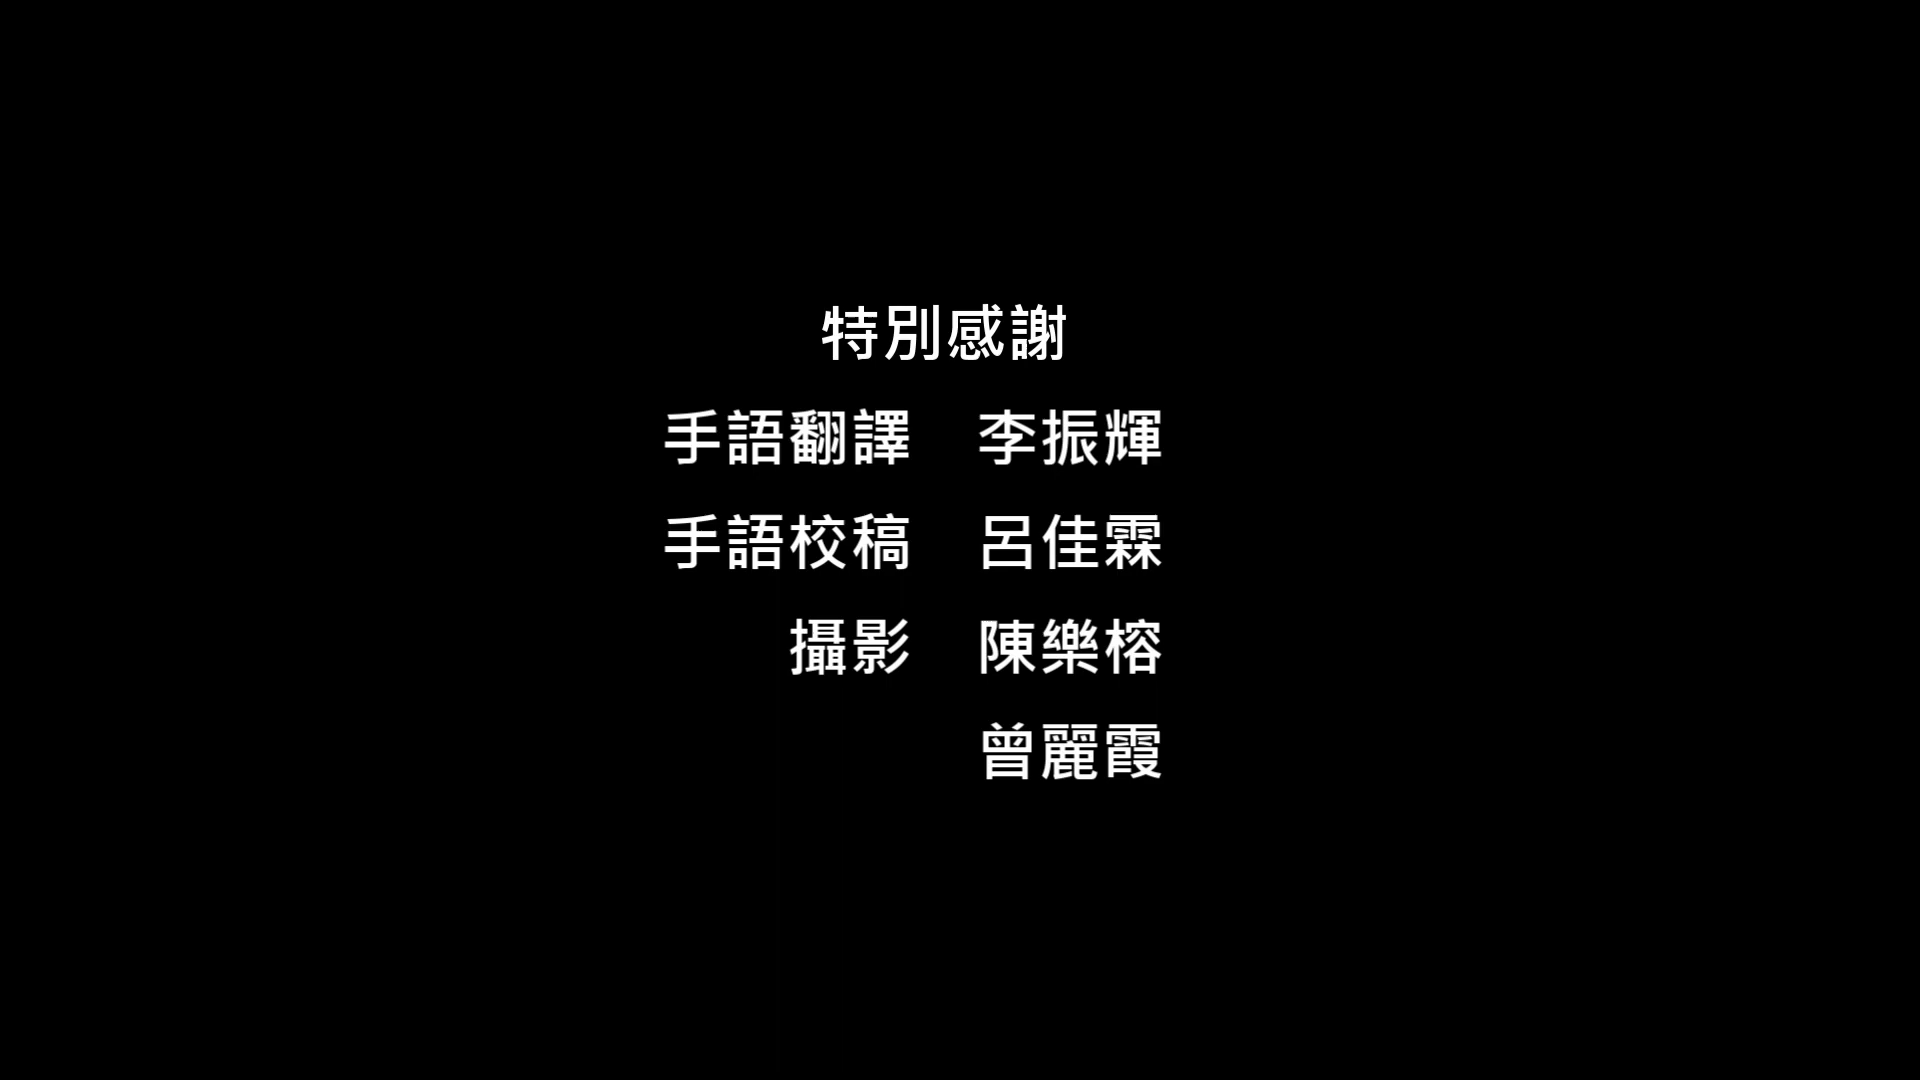 特別感謝
手語翻譯　李振輝
手語校稿　呂佳霖
攝影　陳樂榕
曾麗霞